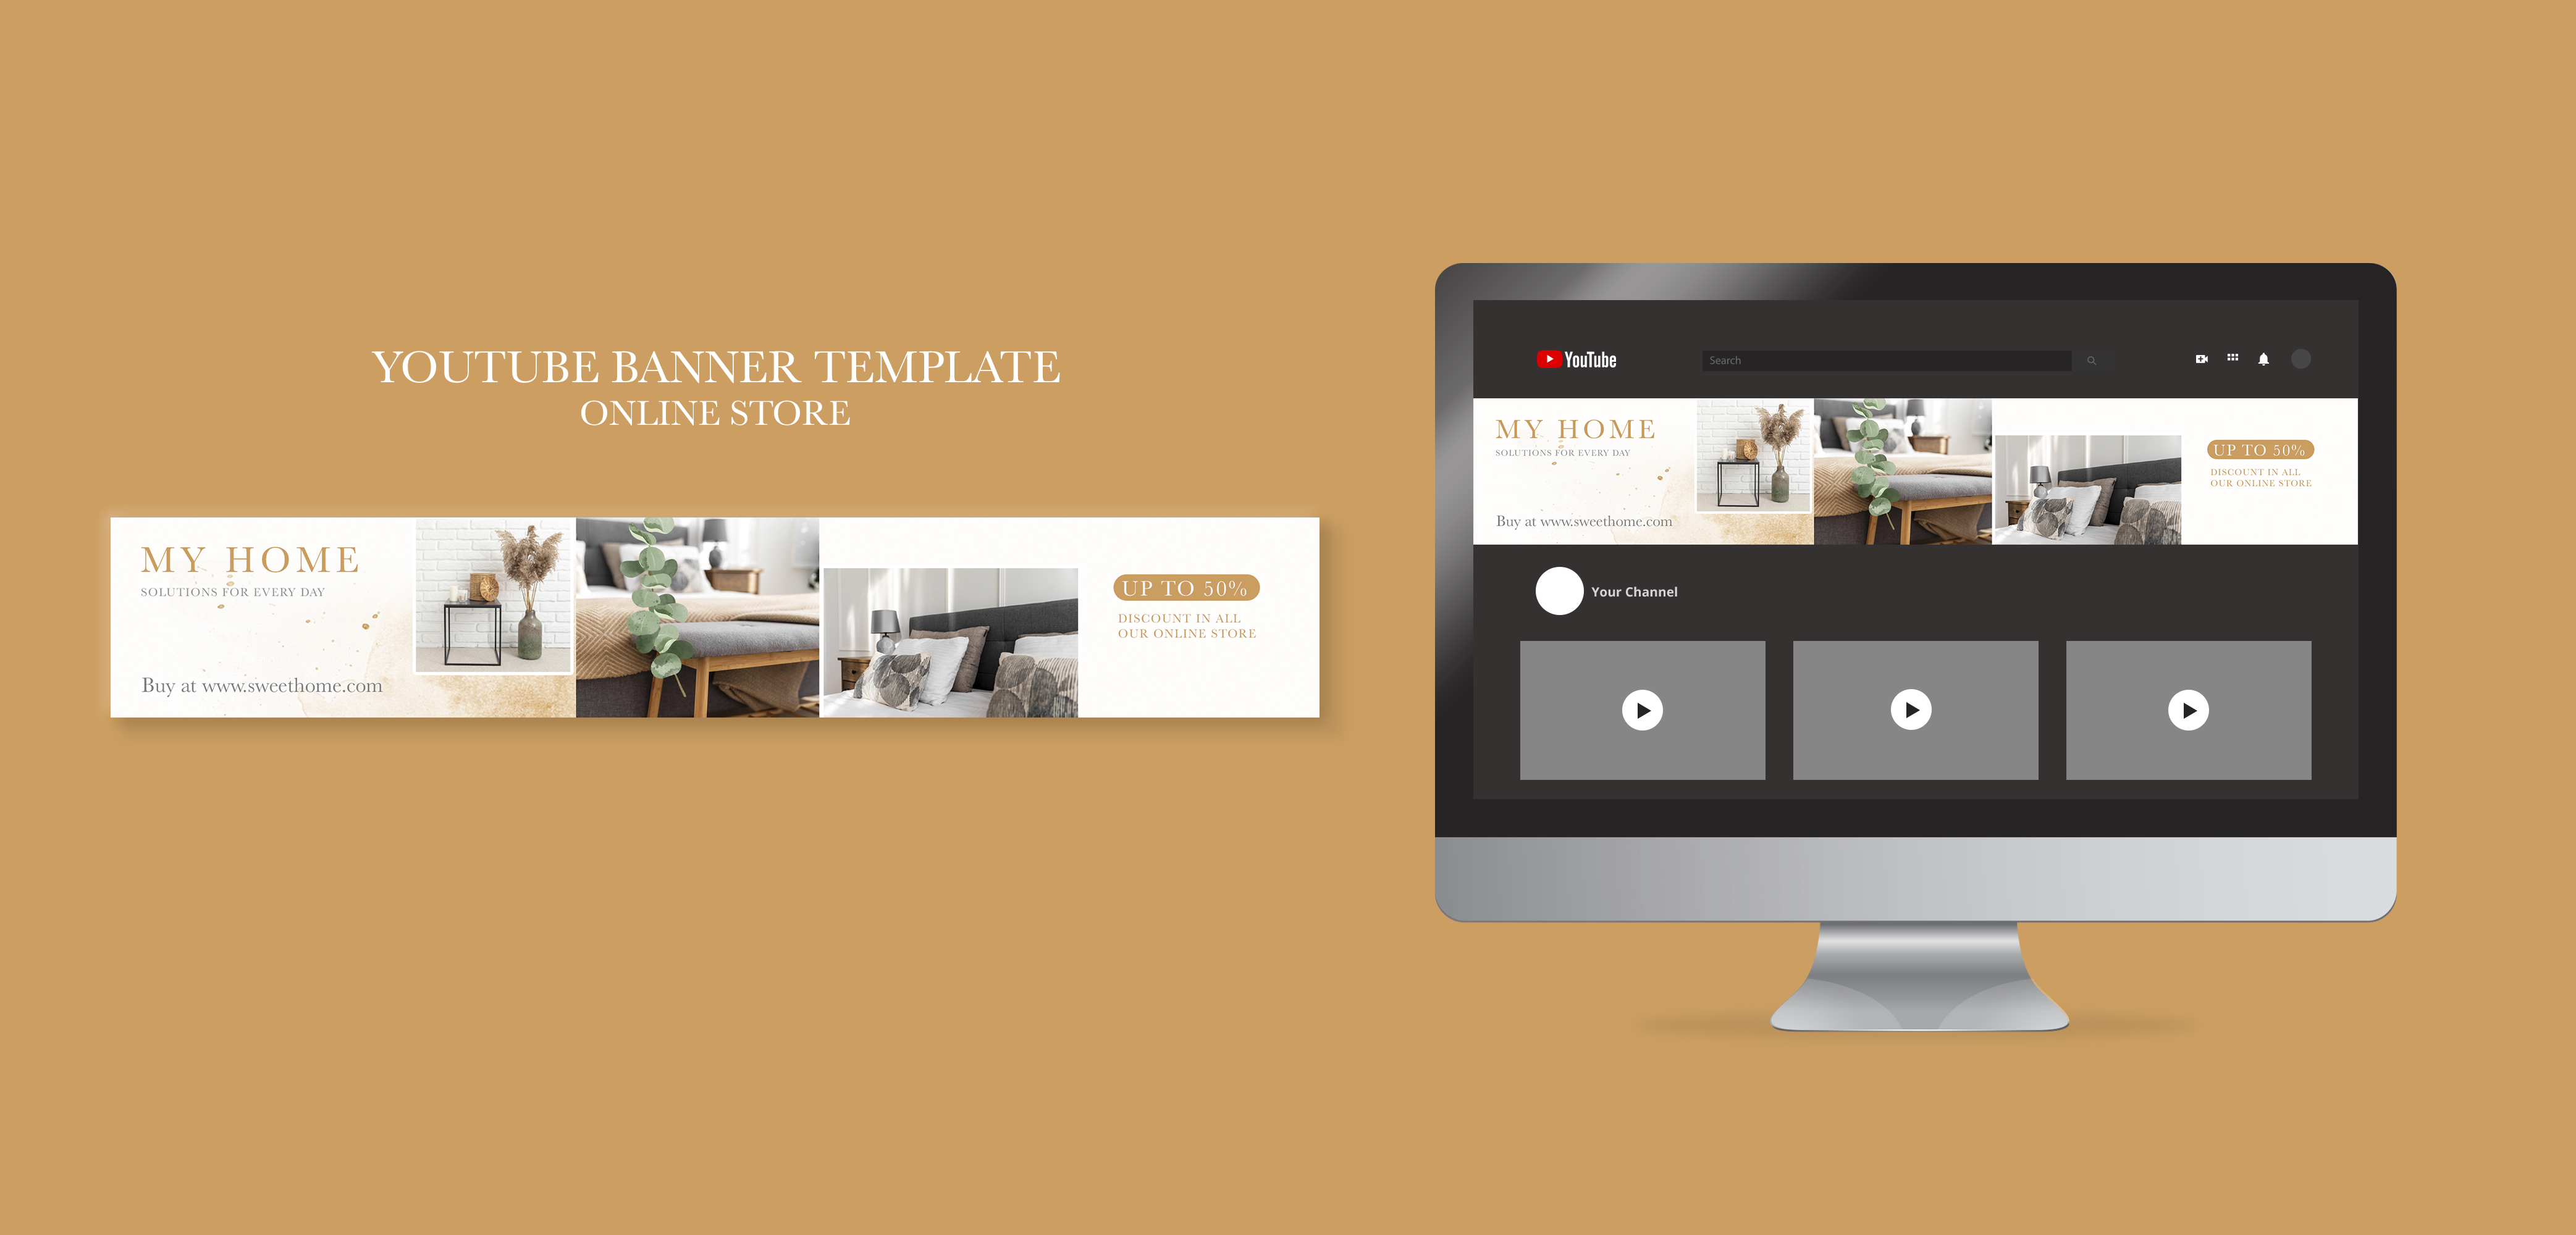 YOUTUBE BANNER TEMPLATE
ONLINE STORE
MY HOME
SOLUTIONS FOR EVERY DAY
Buy at www.sweethome.com
UP TO 50%
DISCOUNT IN ALL
OUR ONLINE STORE
YouTube
Search
MY HOME
SOLUTIONS FOR EVERY DAY
Buy at www.sweethome.com
UP TO 50%
DISCOUNT IN ALL
OUR ONLINE STORE
Your Channel